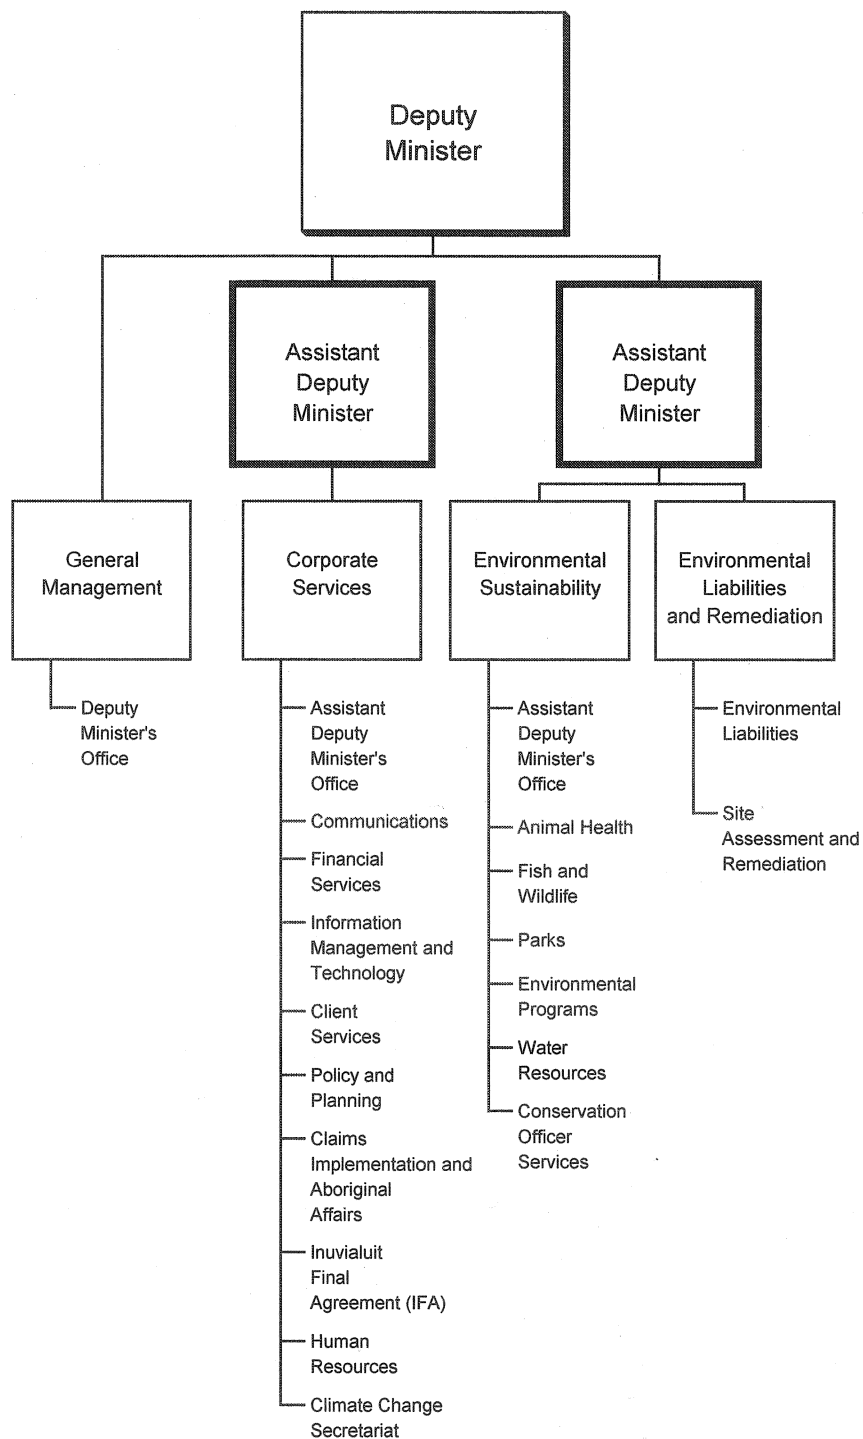 Deputy
Minister
Assistant
Deputy
Minister
Assistant
Deputy
Minister
General
Management
Corporate
Services
Environmental
Sustainability
Environmental
Liabilities
and Remediation
Deputy
Minister's
Office
Assistant
Deputy
Minister's
Office
Communications
Financial
Services
Information
Management and
Technology
Client
Services
Policy and
Planning
Claims
Implementation and
Aboriginal
Affairs
Inuvialuit
Final
Agreement (IFA)
Human
Resources
Climate Change
Secretariat
Assistant
Deputy
Minister's
Office
Animal Health
Fish and
Wildlife
Parks
Environmental
Programs
Water
Resources
Conservation
Officer
Services
Environmental
Liabilities
Site
Assessment and
Remediation